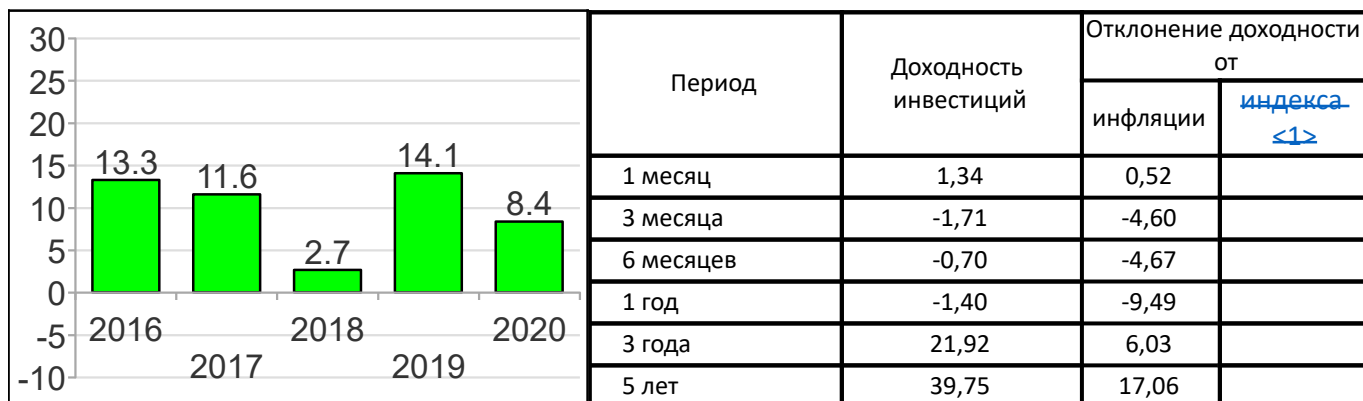 30
25
20
15
10
5
0
-5
-10
13.3
11.6
2.7
14.1
8.4
2016
2017
2018
2019
2020
Период
Доходность
инвестиций
Отклонение доходности
от
инфляции
индекса
<1>
1 месяц 1,34 0,52
3 месяца -1,71 -4,60
6 месяцев -0,70 -4,67
1 год -1,40 -9,49
3 года 21,92 6,03
5 лет 39,75 17,06